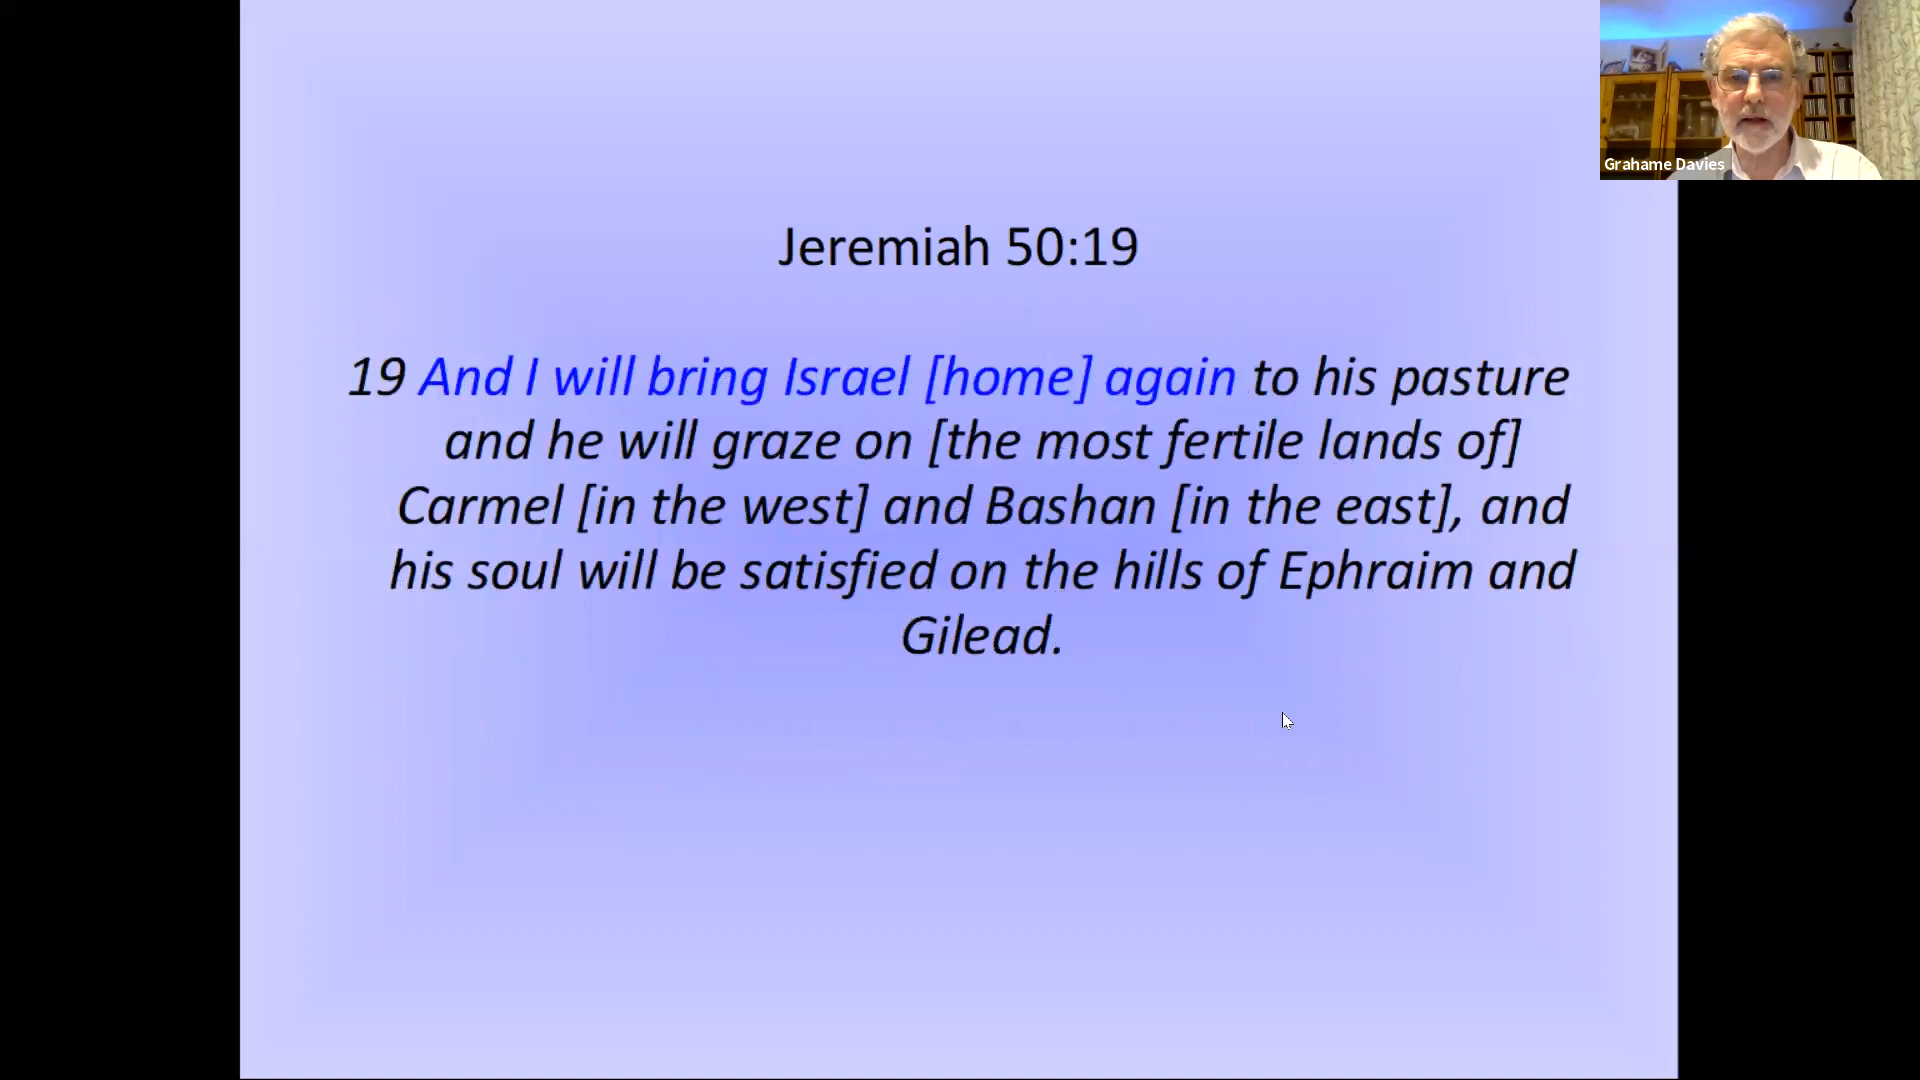 Jeremiah 50:19
19 And I will bring Israel [home] again to his pasture
and he will graze on [the most fertile lands of]
Carmel [in the west] and Bashan [in the east], and
his soul will be satisfied on the hills of Ephraim and
Gilead.
Grahame Davies